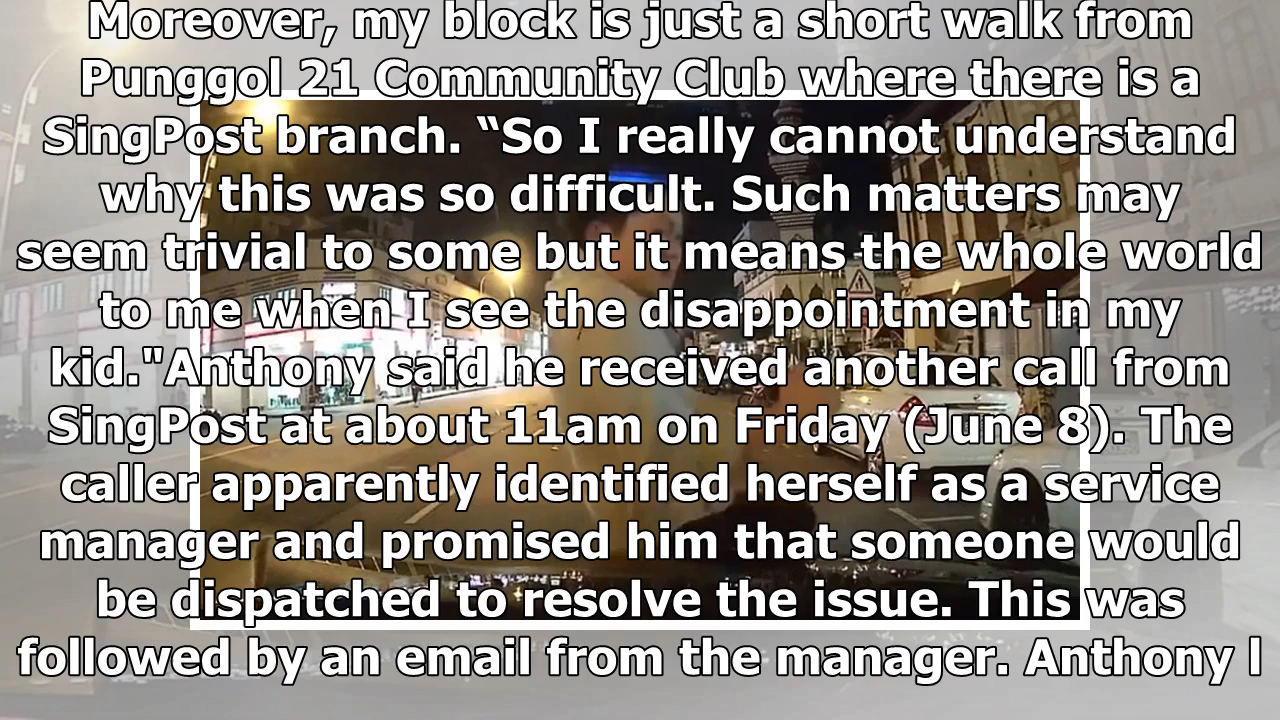 Moreover, my block is just a short walk from
Punggol 21 Community Club where there is a
SingPost branch. “So I really cannot understand
why this was so difficult. Such matters may
seem trivial to some but it means the whole world
to me when I see the disappointment in my
kid."Anthony said he received another call from
SingPost at about 11am on Friday (June 8). The
caller apparently identified herself as a service
manager and promised him that someone would
be dispatched to resolve the issue. This was
followed by an email from the manager. Anthony l